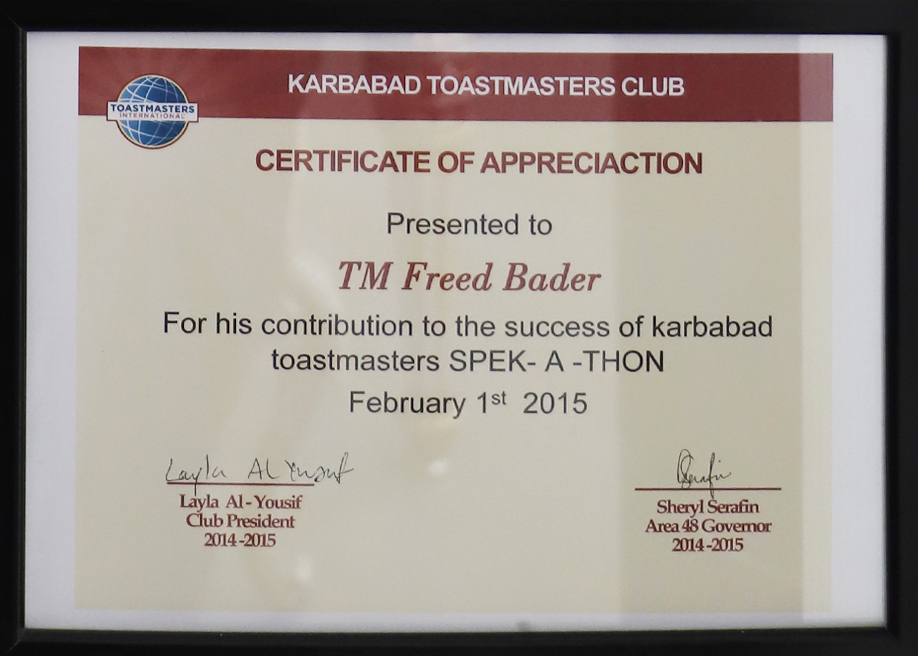 KARBABAD TOASTMASTERS CLUB
TOASTMASTERS
INTERNATIONAL
CERTIFICATE OF APPRECIACTION
Presented to
TM Freed Bader
For his contribution to the success of karbabad
toastmasters SPEK- A -THON
February 1st 2015
Layla Al Yousif
Serafin
Layla Al-Yousif
Club President
2014-2015
Sheryl Serafin
Area 48 Governor
2014-2015